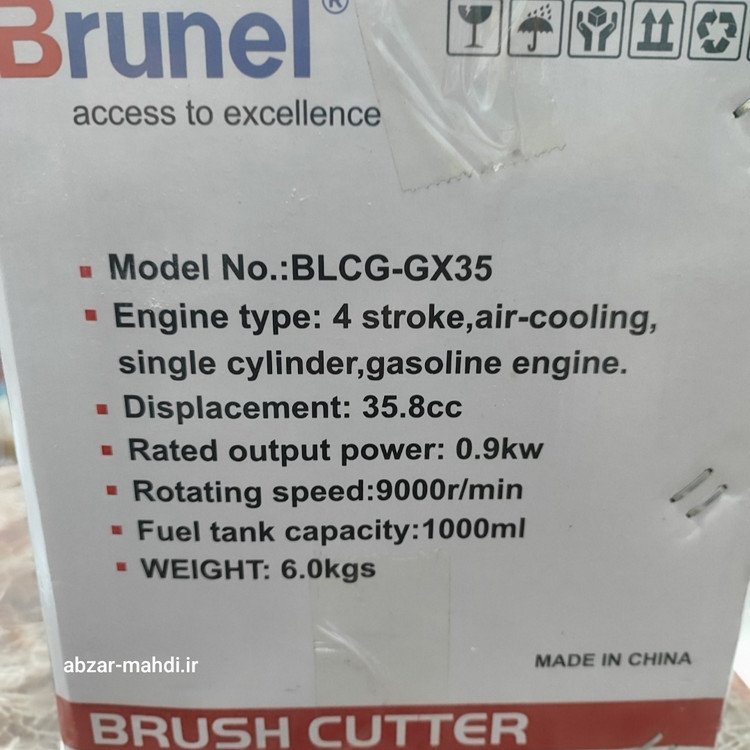 Brunel®
access to excellence
Model No.:BLCG-GX35
Engine type: 4 stroke,air-cooling,
single cylinder,gasoline engine.
Displacement: 35.8cc
Rated output power: 0.9kw
Rotating speed:9000r/min
Fuel tank capacity:1000ml
WEIGHT: 6.0kgs
abzar-mahdi.ir
MADE IN CHINA
BRUSH CUTTER